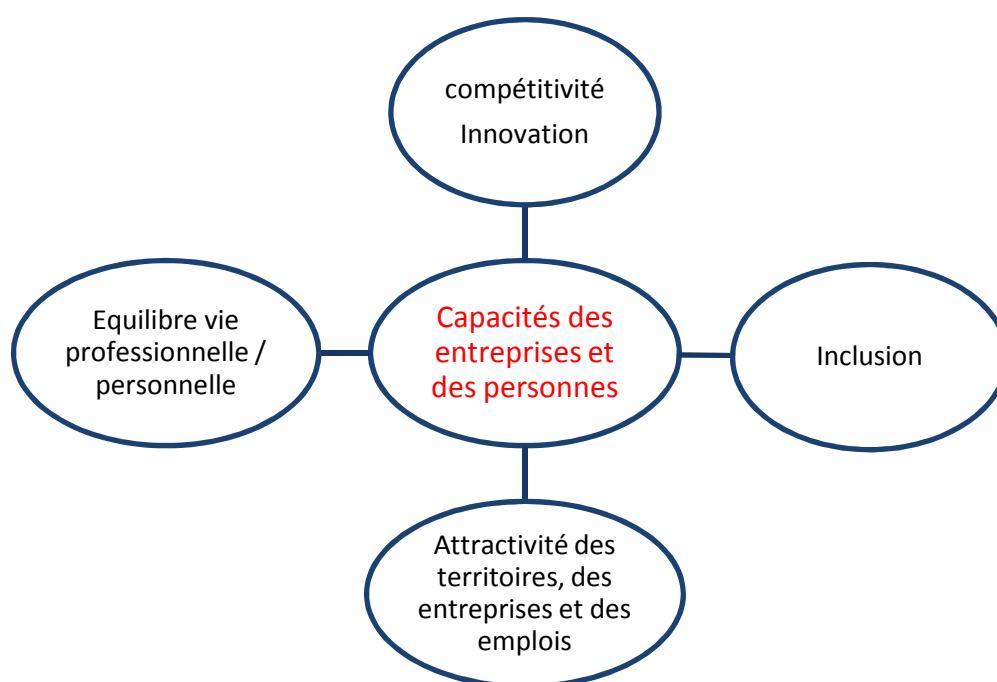 compétitivité
Innovation
Equilibre vie
professionnelle /
personnelle
Capacités des
entreprises et
des personnes
Inclusion
Attractivité des
territoires, des
entreprises et des
emplois